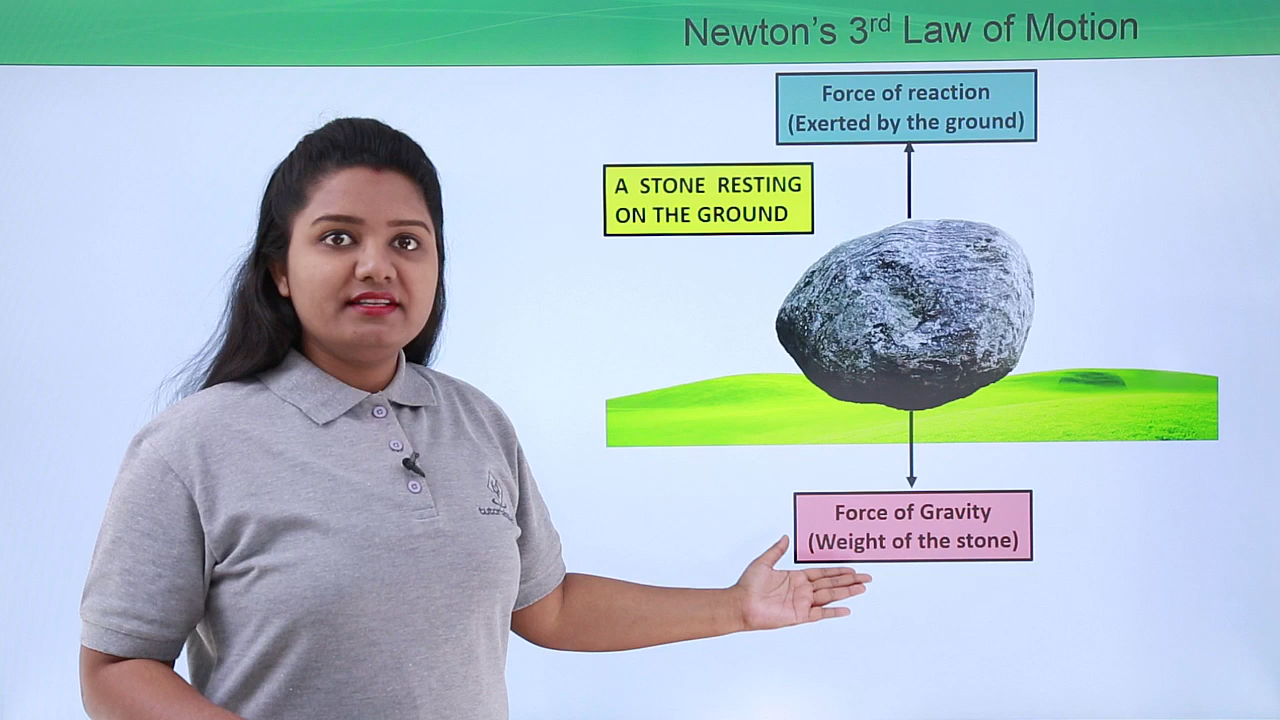 Newton's 3rd Law of Motion
Force of reaction
(Exerted by the ground)
A STONE RESTING
ON THE GROUND
Force of Gravity
(Weight of the stone)